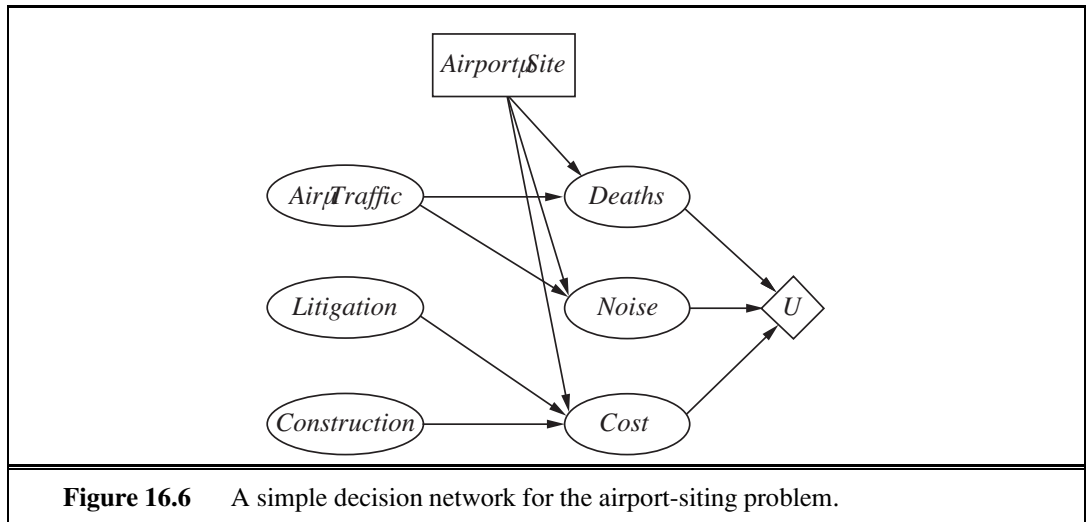 Airport Site
Air Traffic
Deaths
Litigation
Noise
U
Construction
Cost
Figure 16.6 A simple decision network for the airport-siting problem.